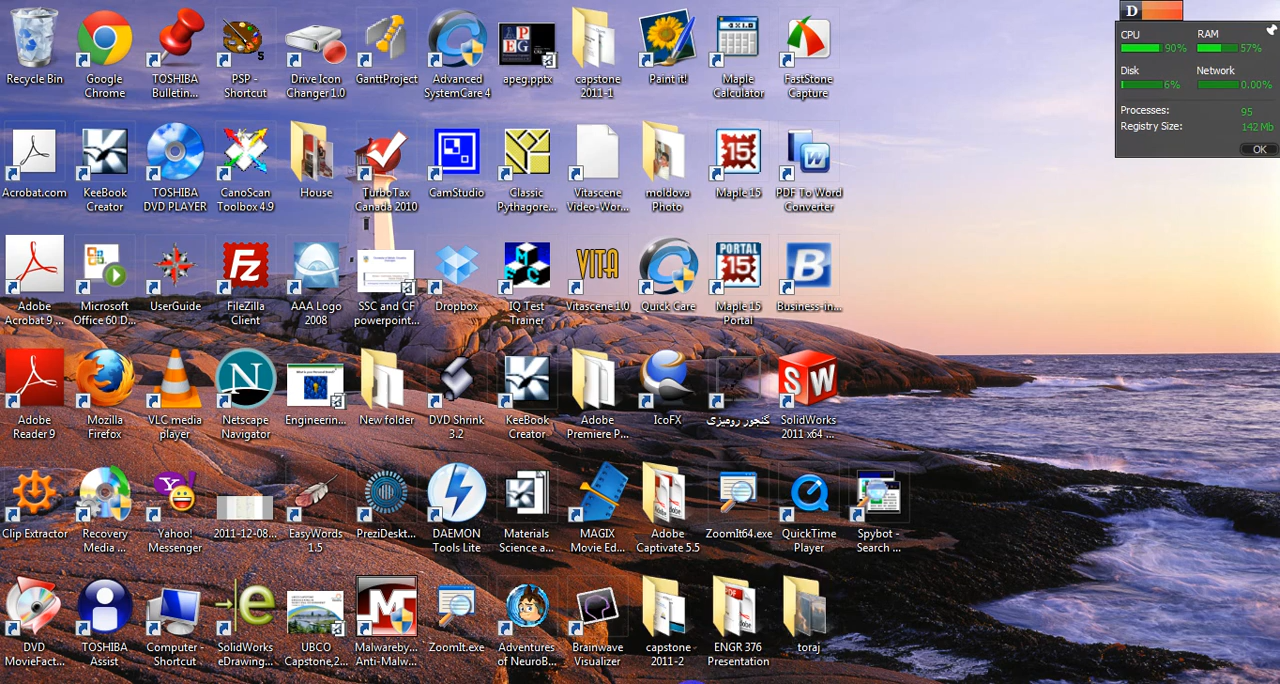 Recycle Bin
Google
Chrome
TOSHIBA
Bulletin...
PSP -
Shortcut
5
Drive Icon
Changer 1.0
GanttProject
Advanced
SystemCare 4
APEG
apeg.pptx
capstone
2011-1
Paint it!
Maple
Calculator
FastStone
Capture
D
CPU
90%
RAM
57%
Disk
6%
Network
0.00%
Processes:
95
Registry Size:
142 Mb
OK
Acrobat.com
KeeBook
Creator
TOSHIBA
DVD PLAYER
CanoScan
Toolbox 4.9
House
TurboTax
Canada 2010
CamStudio
Classic
Pythagore...
Vitascene
Video-Wor...
moldova
Photo
15
Maple 15
W
PDF To Word
Converter
Adobe
Acrobat 9 ...
Microsoft
Office 60 D...
UserGuide
FZ
FileZilla
Client
AAA Logo
2008
SSC and CF
powerpoint...
Dropbox
IQ Test
Trainer
VITA
Vitascene 1.0
Quick Care
PORTAL
15
Maple 15
Portal
B
Business-in...
Adobe
Reader 9
Mozilla
Firefox
VLC media
player
N
Netscape
Navigator
Engineerin...
New folder
DVD Shrink
3.2
KeeBook
Creator
Adobe
Premiere P...
IcoFX
گنجور رومیزی
SW
SolidWorks
2011 x64 ...
Clip Extractor
Recovery
Media ...
Y!
Yahoo!
Messenger
2011-12-08...
EasyWords
1.5
PreziDeskt...
DAEMON
Tools Lite
Materials
Science a...
MAGIX
Movie Ed...
Adobe
Captivate 5.5
ZoomIt64.exe
QuickTime
Player
Spybot -
Search ...
DVD
MovieFact...
TOSHIBA
Assist
Computer -
Shortcut
e
SolidWorks
eDrawing...
UBCO
Capstone,2...
M
Malwareby...
Anti-Malw...
ZoomIt.exe
Adventures
of NeuroB...
Brainwave
Visualizer
capstone
2011-2
ENGR 376
Presentation
toraj